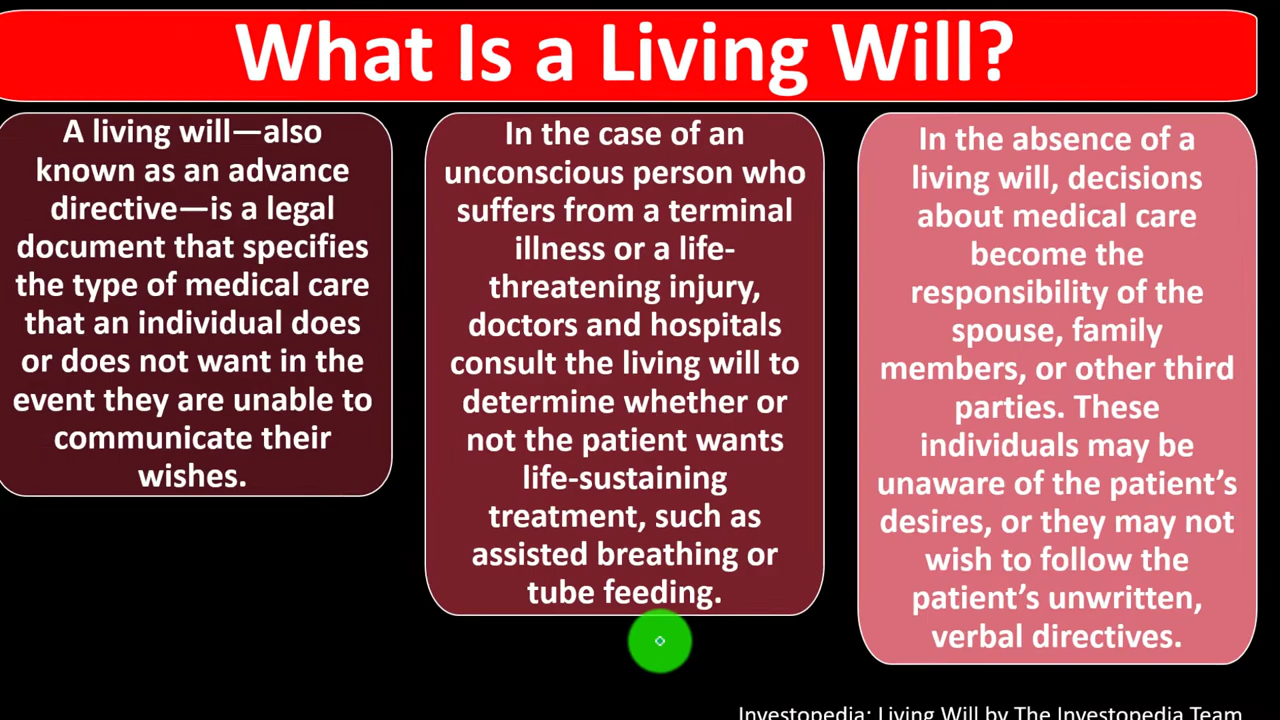 What Is a Living Will?
A living will—also
known as an advance
directive—is a legal
document that specifies
the type of medical care
that an individual does
or does not want in the
event they are unable to
communicate their
wishes.
In the case of an
unconscious person who
suffers from a terminal
illness or a life-
threatening injury,
doctors and hospitals
consult the living will to
determine whether or
not the patient wants
life-sustaining
treatment, such as
assisted breathing or
tube feeding.
In the absence of a
living will, decisions
about medical care
become the
responsibility of the
spouse, family
members, or other third
parties. These
individuals may be
unaware of the patient’s
desires, or they may not
wish to follow the
patient’s unwritten,
verbal directives.
Investopedia: Living Will by The Investopedia Team